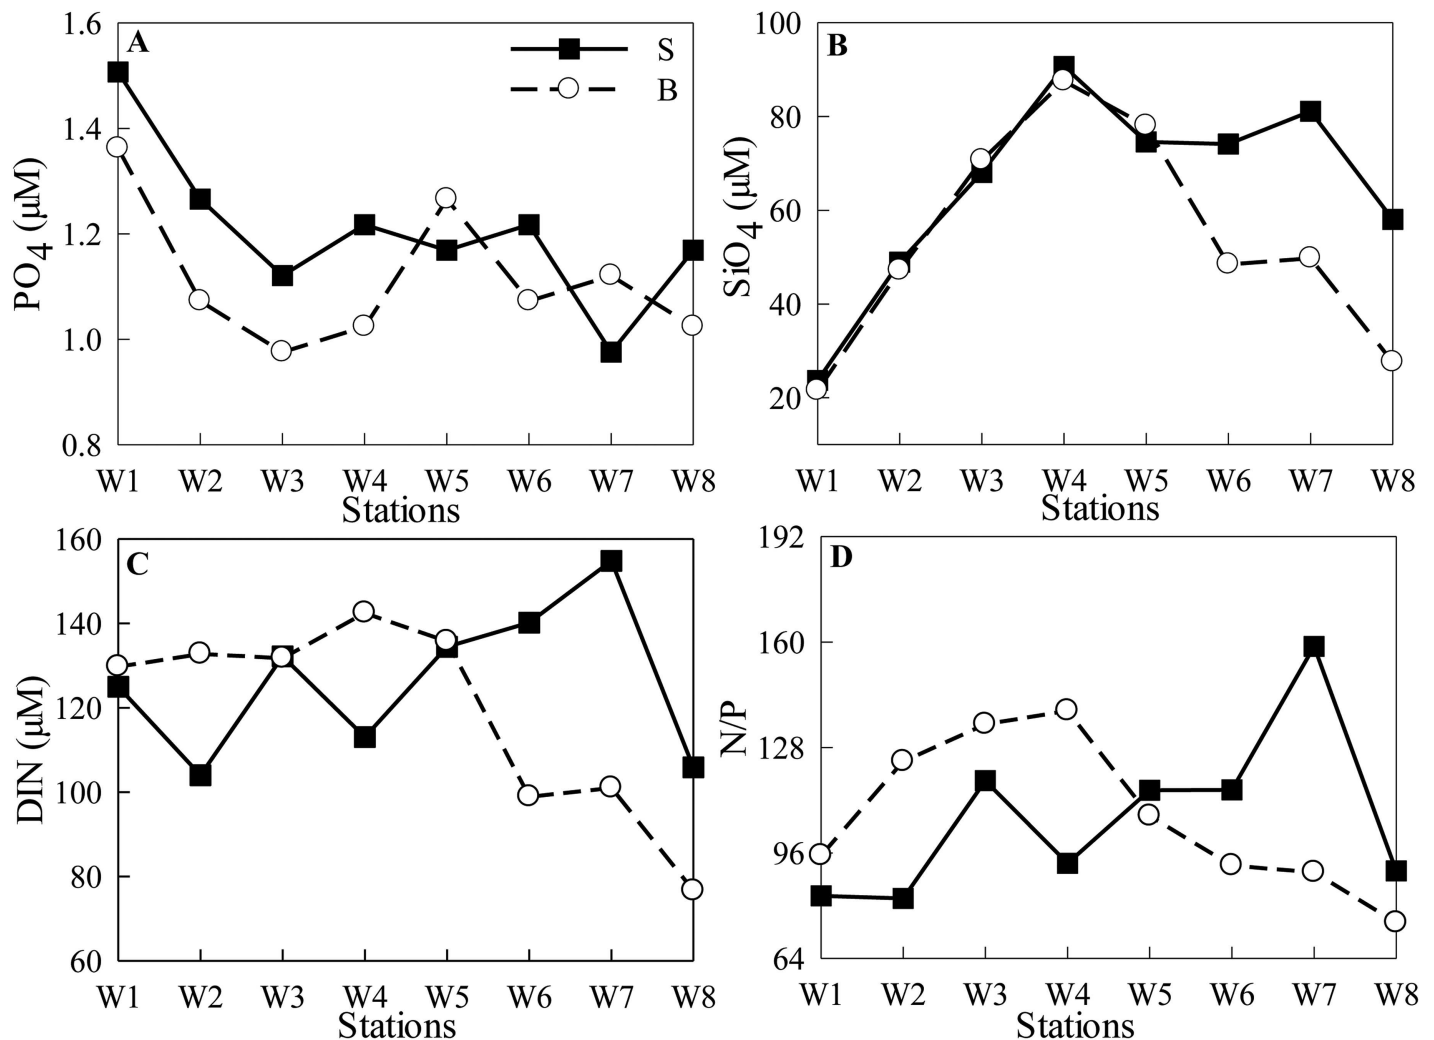 A
S
B
1.6
1.4
1.2
1.0
0.8
PO4 (μM)
W1 W2 W3 W4 W5 W6 W7 W8
Stations
B
100
80
60
40
20
SiO4 (μM)
W1 W2 W3 W4 W5 W6 W7 W8
Stations
C
160
140
120
100
80
60
DIN (μM)
W1 W2 W3 W4 W5 W6 W7 W8
Stations
D
192
160
128
96
64
N/P
W1 W2 W3 W4 W5 W6 W7 W8
Stations